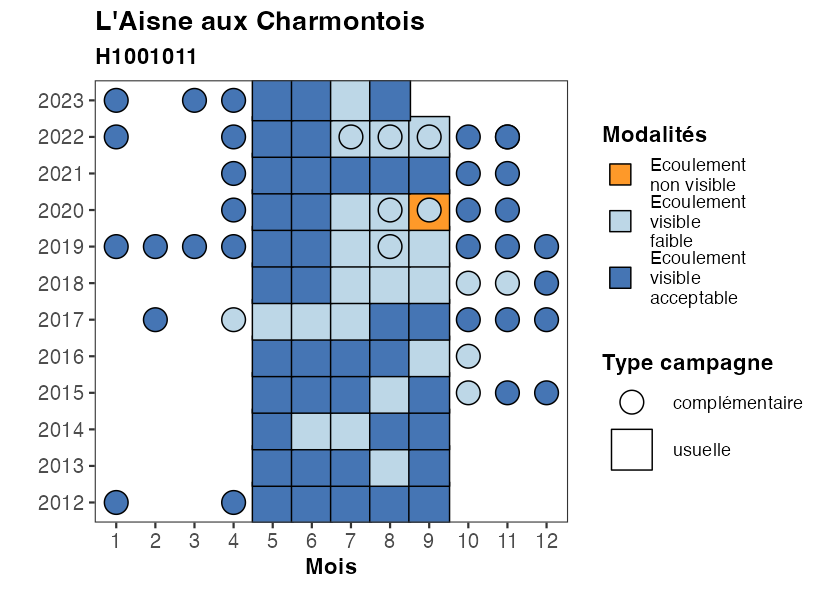 L'Aisne aux Charmontois
H1001011
2023
2022
2021
2020
2019
2018
2017
2016
2015
2014
2013
2012
1 2 3 4 5 6 7 8 9 10 11 12
Mois
Modalités
Ecoulement
non visible
Ecoulement
visible
faible
Ecoulement
visible
acceptable
Type campagne
complémentaire
usuelle